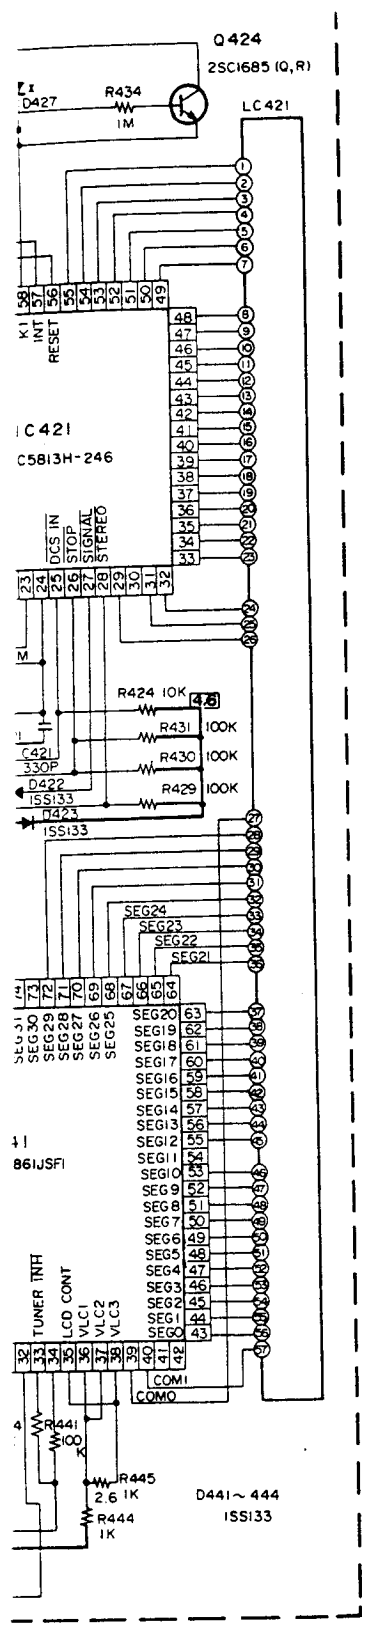 Q424
2SC1685 (Q,R)
D427
R434
1M
LC421
1
2
3
4
5
6
7
58 57 56 55 54 53 52 51 50 49
K1
INT
RESET
48 8
47 9
46 10
45 11
44 12
43 13
42 14
41 15
40 16
39 17
38 18
37 19
36 20
35 21
34 22
33 23
IC421
C5813H-246
DCS IN
STOP
SIGNAL
STEREO
23 24 25 26 27 28 29 30 31 32
24
25
26
M
R424 10K
4.6
R431 100K
C421
330P
R430 100K
D422
1SS133
R429 100K
D423
1SS133
27
28
29
30
31
32
SEG24 33
SEG23 34
SEG22 35
SEG21 36
74 73 72 71 70 69 68 67 66 65 64
SEG31
SEG30
SEG29
SEG28
SEG27
SEG26
SEG25
SEG20 63 37
SEG19 62 38
SEG18 61 39
SEG17 60 40
SEG16 59 41
SEG15 58 42
SEG14 57 43
SEG13 56 44
SEG12 55 45
SEG11 54
SEG10 53 46
SEG9 52 47
SEG8 51 48
SEG7 50 49
SEG6 49 50
SEG5 48 51
SEG4 47 52
SEG3 46 53
SEG2 45 54
SEG1 44 55
SEG0 43 56
57
41
861JSF1
TUNER INH
LCD CONT
VLC1
VLC2
VLC3
32 33 34 35 36 37 38 39 40 41 42
COM1
COM0
4
R441
100
K
R445
1K
2.6
R444
1K
D441~444
1SS133